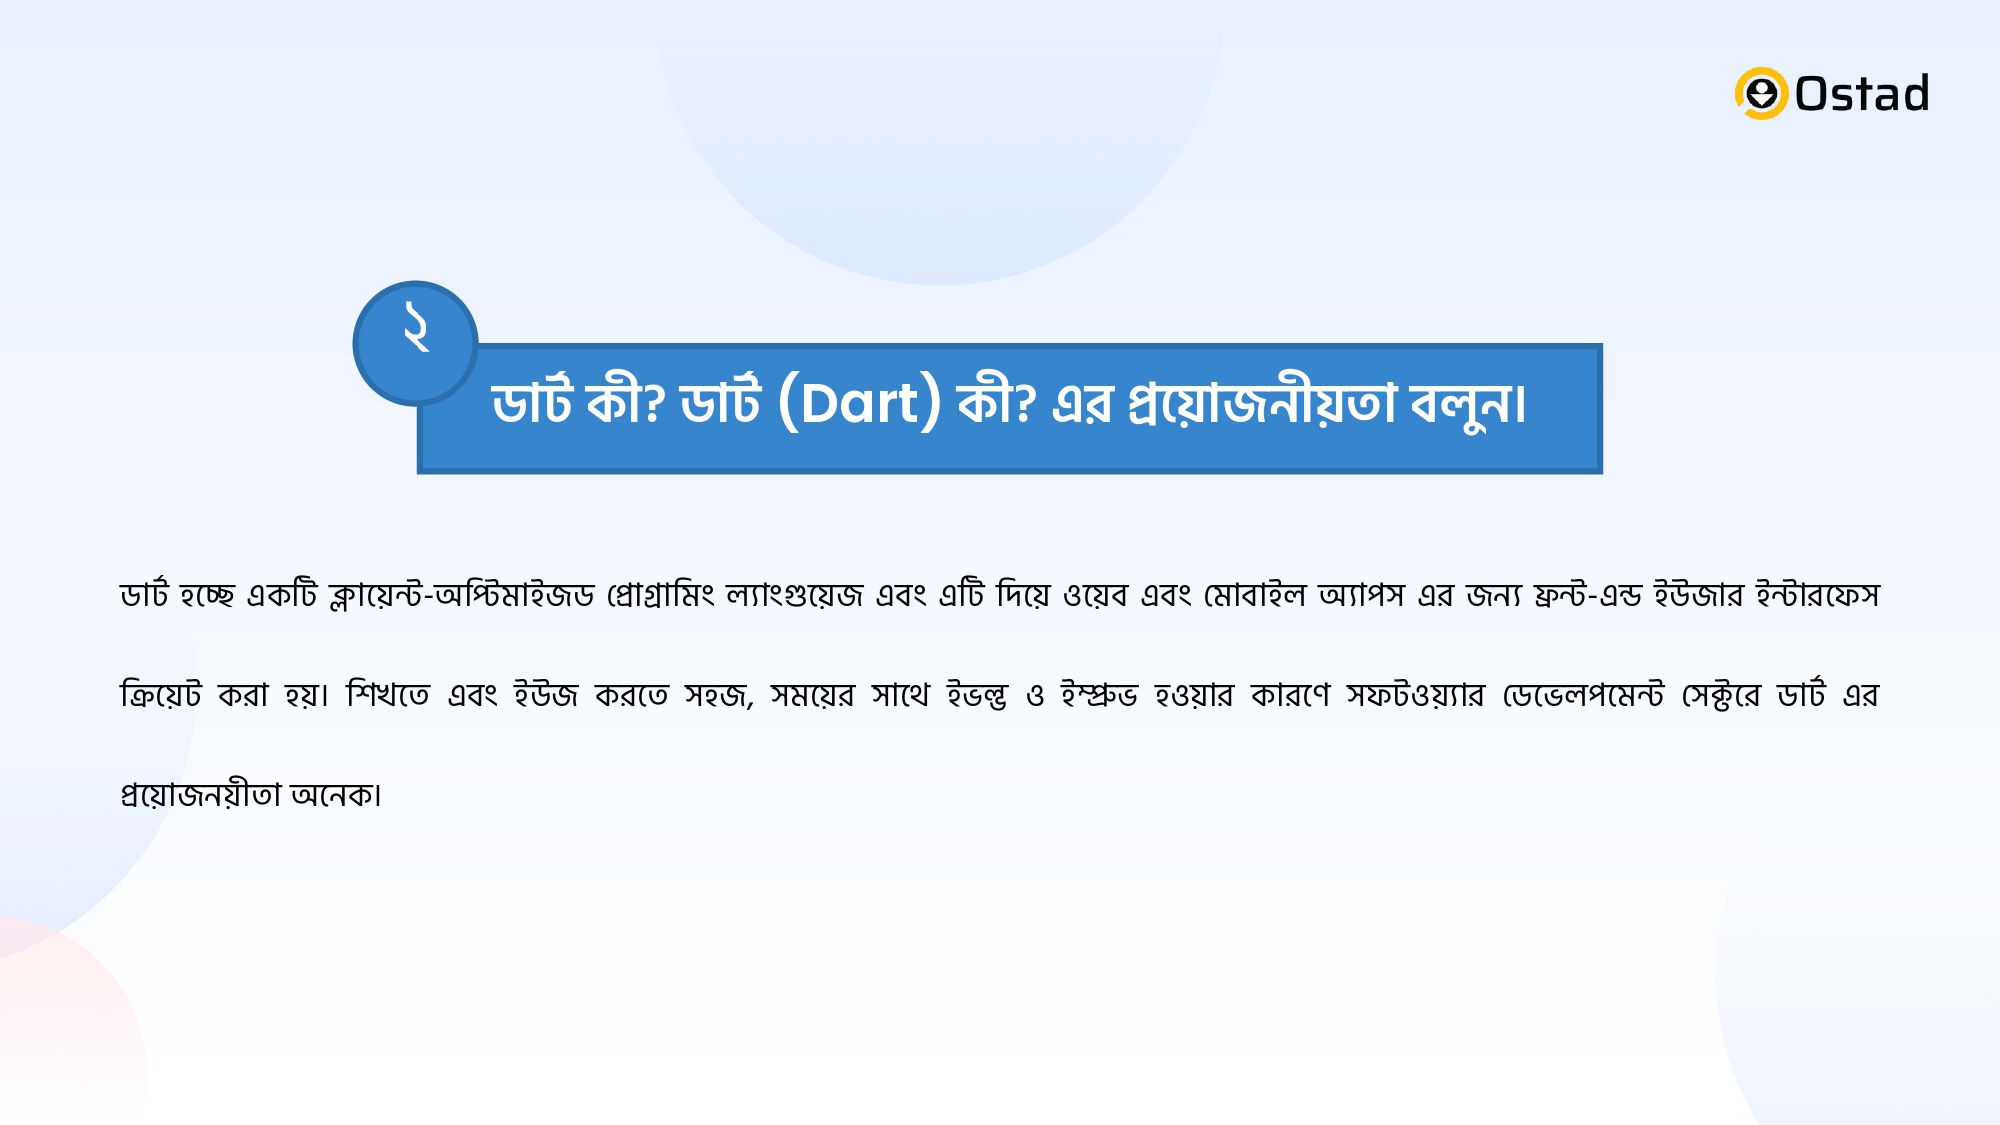 Ostad
২
ডার্ট কী? ডার্ট (Dart) কী? এর প্রয়োজনীয়তা বলুন।
ডার্ট হচ্ছে একটি ক্লায়েন্ট-অপ্টিমাইজড প্রোগ্রামিং ল্যাংগুয়েজ এবং এটি দিয়ে ওয়েব এবং মোবাইল অ্যাপস এর জন্য ফ্রন্ট-এন্ড ইউজার ইন্টারফেস
ক্রিয়েট করা হয়। শিখতে এবং ইউজ করতে সহজ, সময়ের সাথে ইভল্ভ ও ইম্প্রুভ হওয়ার কারণে সফটওয়্যার ডেভেলপমেন্ট সেক্টরে ডার্ট এর
প্রয়োজনয়ীতা অনেক।